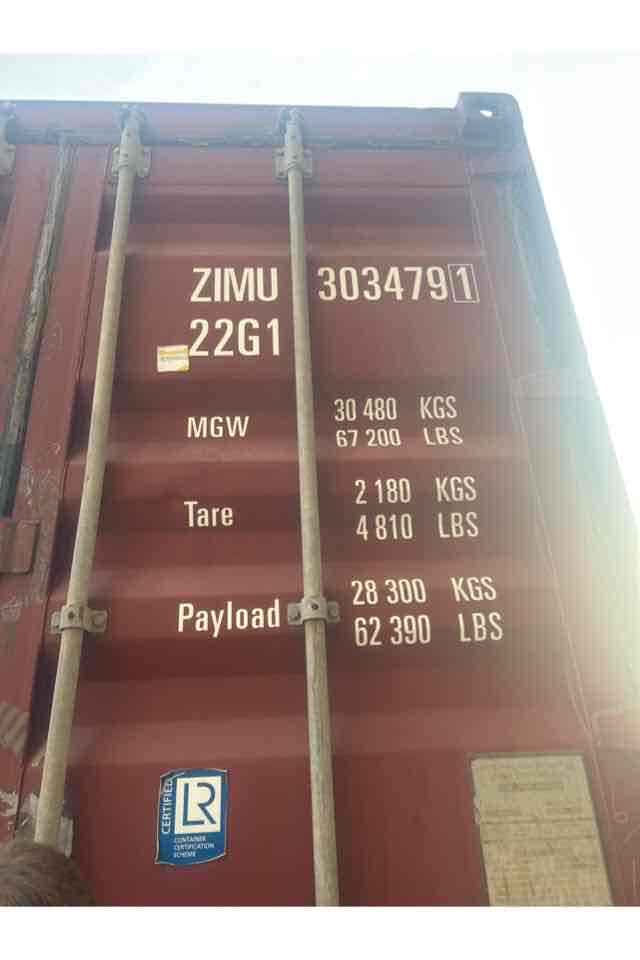 ZIMU 303479 1
22G1
MGW 30 480 KGS
67 200 LBS
Tare 2 180 KGS
4 810 LBS
Payload 28 300 KGS
62 390 LBS
CERTIFIED
LR
CONTAINER
CERTIFICATION
SCHEME